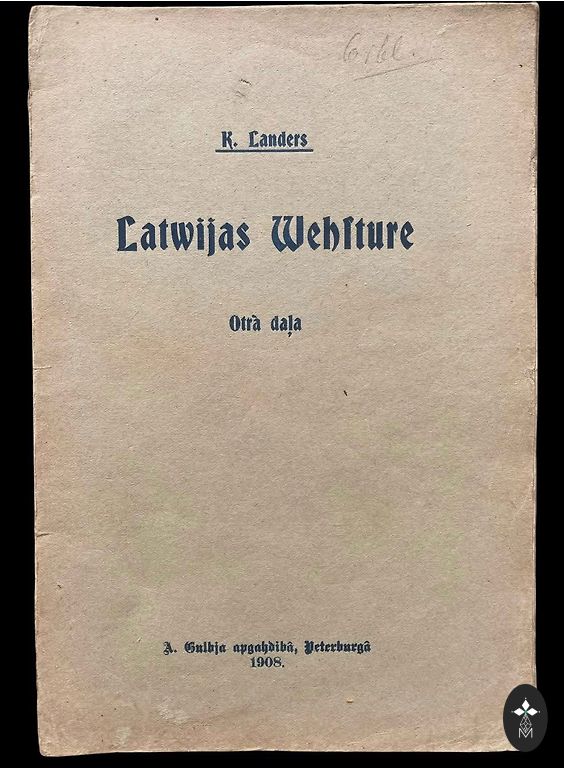 K. Landers
Latwijas Wehſture
Otrà daļa
A. Gulbja apgahdibâ, Peterburgâ
1908.